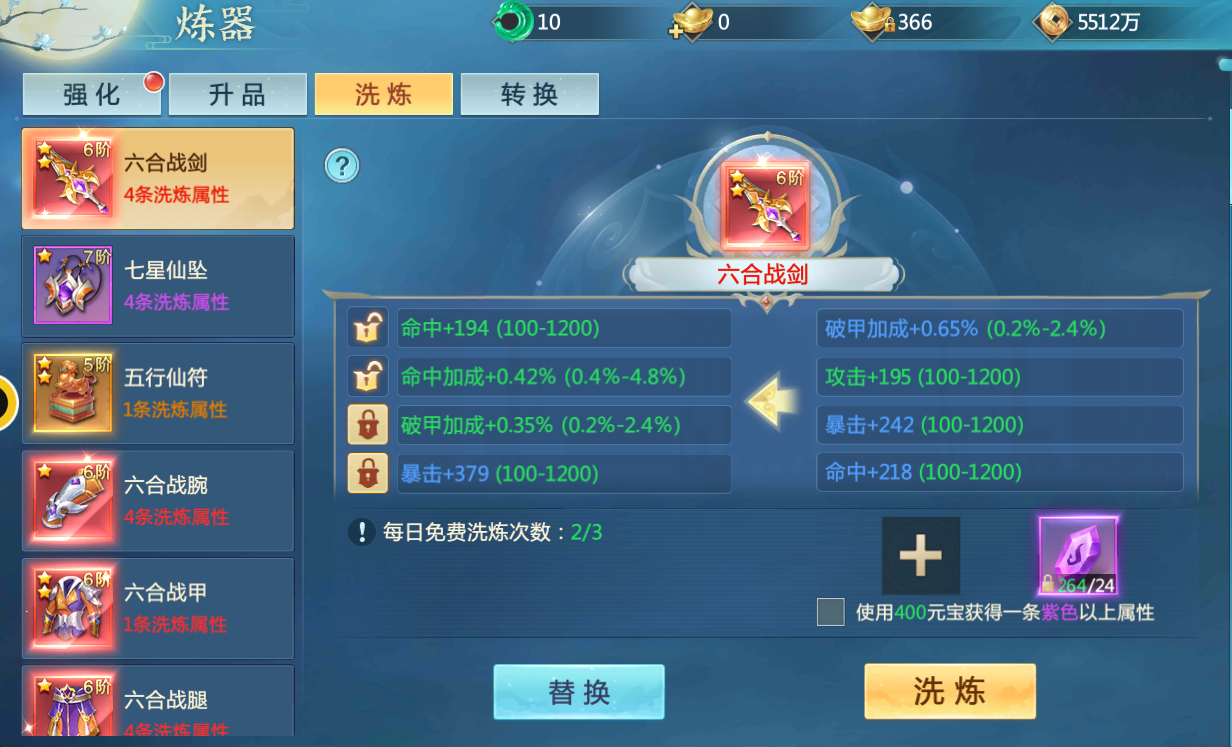 炼器
10
0
366
5512万
强化
升品
洗炼
转换
6阶
六合战剑
4条洗炼属性
7阶
七星仙坠
4条洗炼属性
5阶
五行仙符
1条洗炼属性
6阶
六合战腕
4条洗炼属性
6阶
六合战甲
1条洗炼属性
6阶
六合战腿
4条洗炼属性
?
6阶
六合战剑
命中+194 (100-1200)
命中加成+0.42% (0.4%-4.8%)
破甲加成+0.35% (0.2%-2.4%)
暴击+379 (100-1200)
破甲加成+0.65% (0.2%-2.4%)
攻击+195 (100-1200)
暴击+242 (100-1200)
命中+218 (100-1200)
! 每日免费洗炼次数：2/3
264/24
使用400元宝获得一条紫色以上属性
替换
洗炼